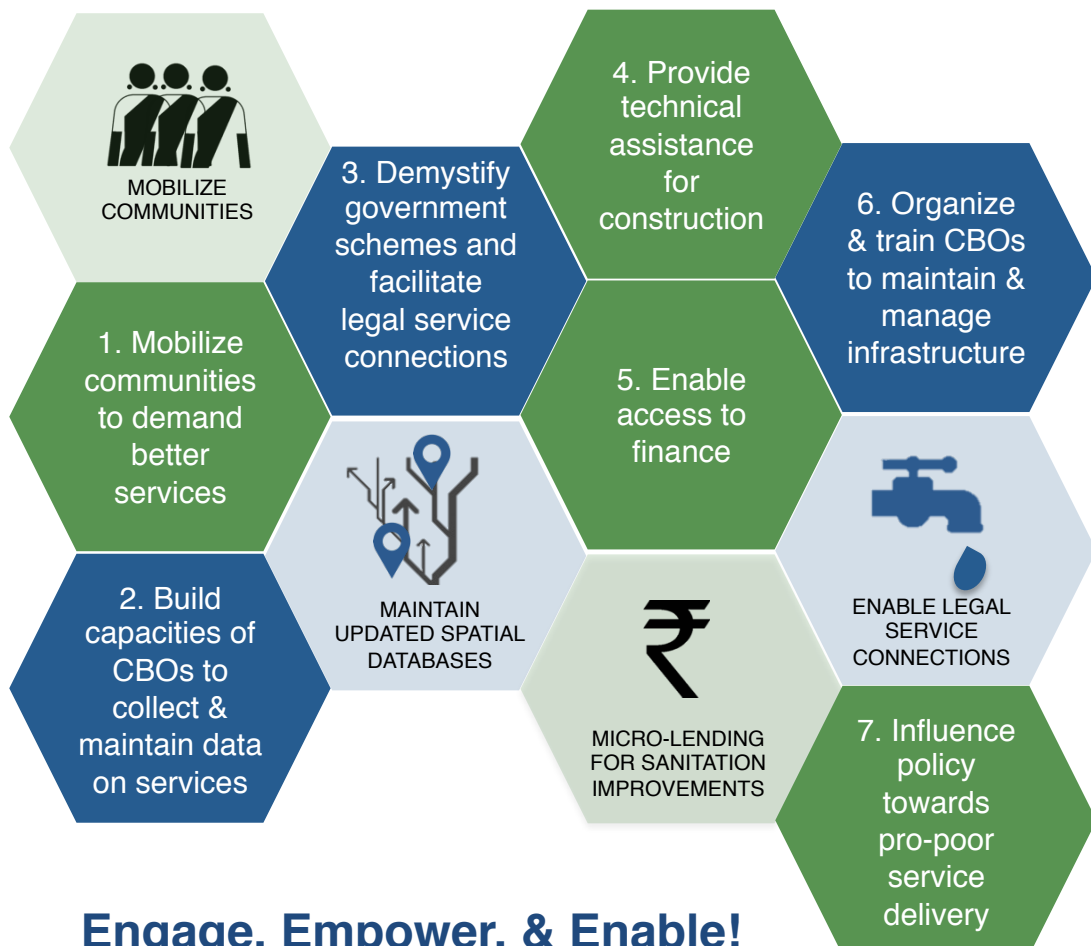 MOBILIZE
COMMUNITIES
1. Mobilize
communities
to demand
better
services
2. Build
capacities of
CBOs to
collect &
maintain data
on services
3. Demystify
government
schemes and
facilitate
legal service
connections
MAINTAIN
UPDATED SPATIAL
DATABASES
4. Provide
technical
assistance
for
construction
5. Enable
access to
finance
₹
MICRO-LENDING
FOR SANITATION
IMPROVEMENTS
6. Organize
& train CBOs
to maintain &
manage
infrastructure
ENABLE LEGAL
SERVICE
CONNECTIONS
7. Influence
policy
towards
pro-poor
service
delivery
Engage, Empower, & Enable!